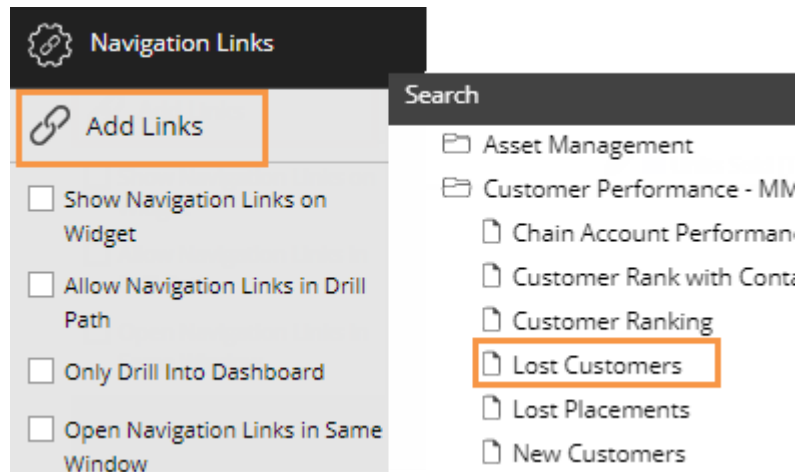 Navigation Links
Add Links
Show Navigation Links on
Widget
Allow Navigation Links in Drill
Path
Only Drill Into Dashboard
Open Navigation Links in Same
Window
Search
Asset Management
Customer Performance - MM
Chain Account Performan
Customer Rank with Conta
Customer Ranking
Lost Customers
Lost Placements
New Customers